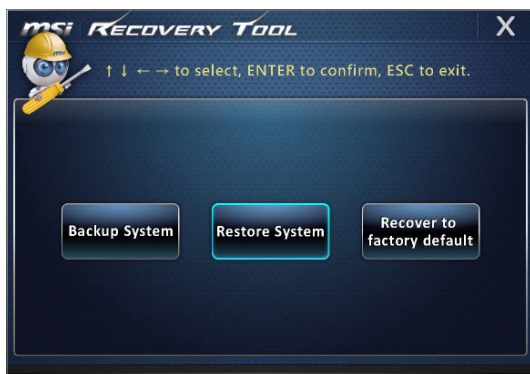 msi RECOVERY TOOL X
↑ ↓ ← → to select, ENTER to confirm, ESC to exit.
Backup System
Restore System
Recover to
factory default